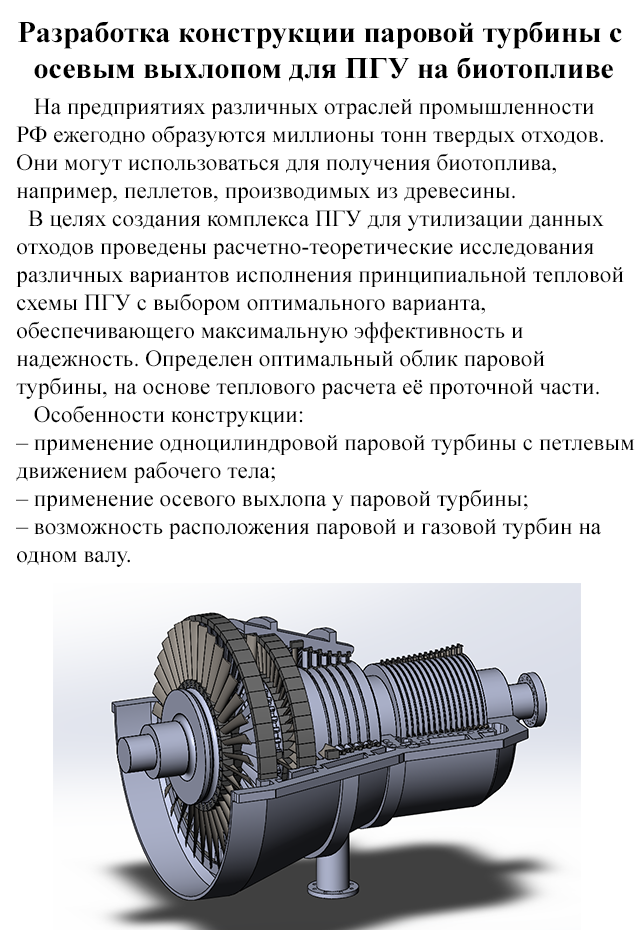 Разработка конструкции паровой турбины с
осевым выхлопом для ПГУ на биотопливе
На предприятиях различных отраслей промышленности
РФ ежегодно образуются миллионы тонн твердых отходов.
Они могут использоваться для получения биотоплива,
например, пеллетов, производимых из древесины.
В целях создания комплекса ПГУ для утилизации данных
отходов проведены расчетно-теоретические исследования
различных вариантов исполнения принципиальной тепловой
схемы ПГУ с выбором оптимального варианта,
обеспечивающего максимальную эффективность и
надежность. Определен оптимальный облик паровой
турбины, на основе теплового расчета её проточной части.
Особенности конструкции:
– применение одноцилиндровой паровой турбины с петлевым
движением рабочего тела;
– применение осевого выхлопа у паровой турбины;
– возможность расположения паровой и газовой турбин на
одном валу.